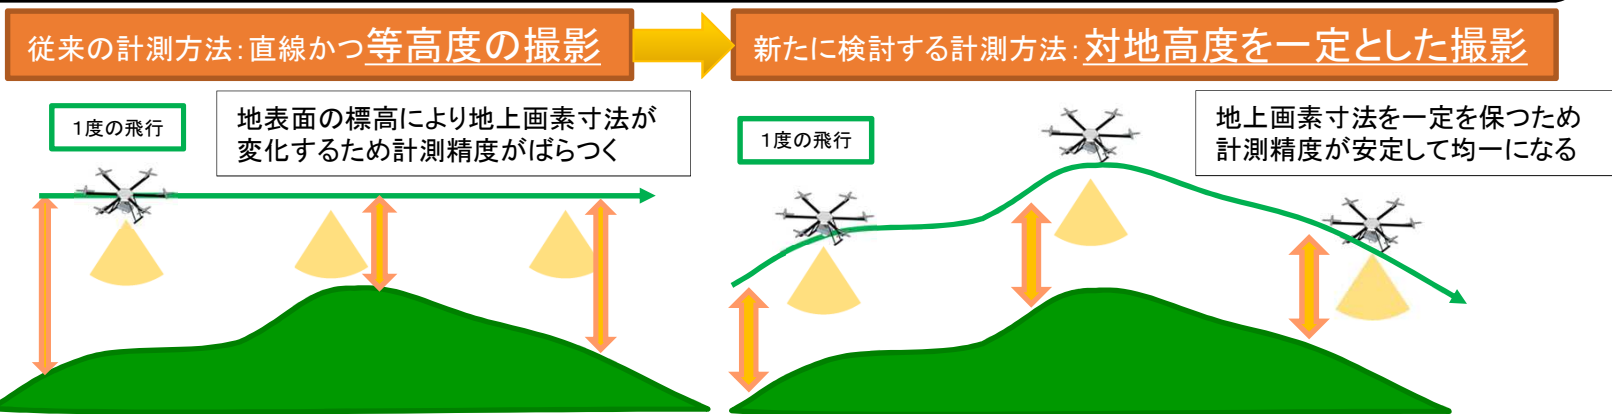 従来の計測方法：直線かつ等高度の撮影
新たに検討する計測方法：対地高度を一定とした撮影
1度の飛行
地表面の標高により地上画素寸法が
変化するため計測精度がばらつく
1度の飛行
地上画素寸法を一定を保つため
計測精度が安定して均一になる